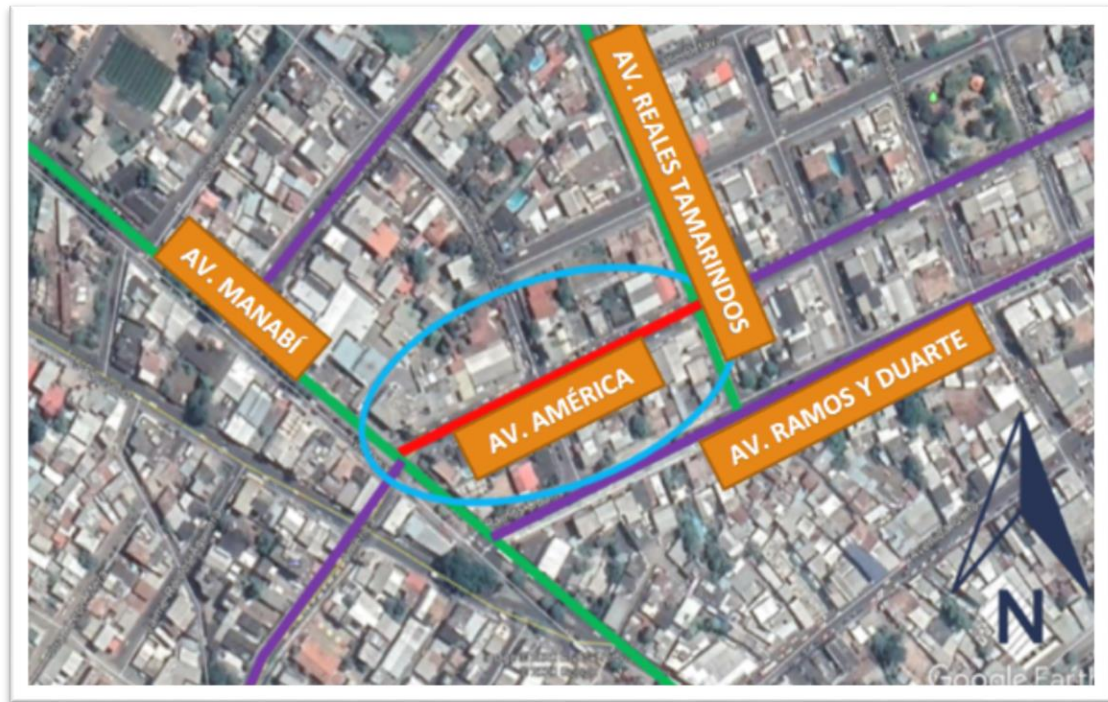 AV. REALES TAMARINDOS
AV. MANABÍ
AV. AMÉRICA
AV. RAMOS Y DUARTE
N
Google Earth